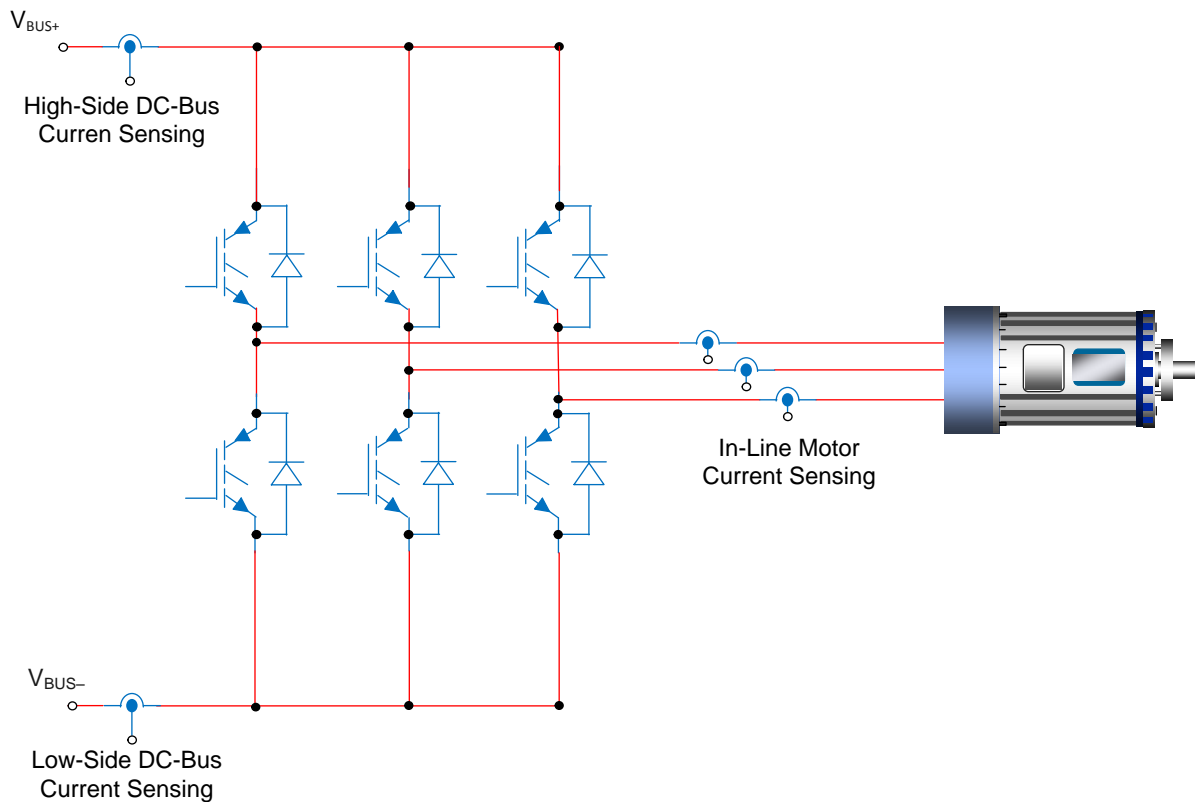 VBUS+
High-Side DC-Bus
Curren Sensing
In-Line Motor
Current Sensing
VBUS–
Low-Side DC-Bus
Current Sensing